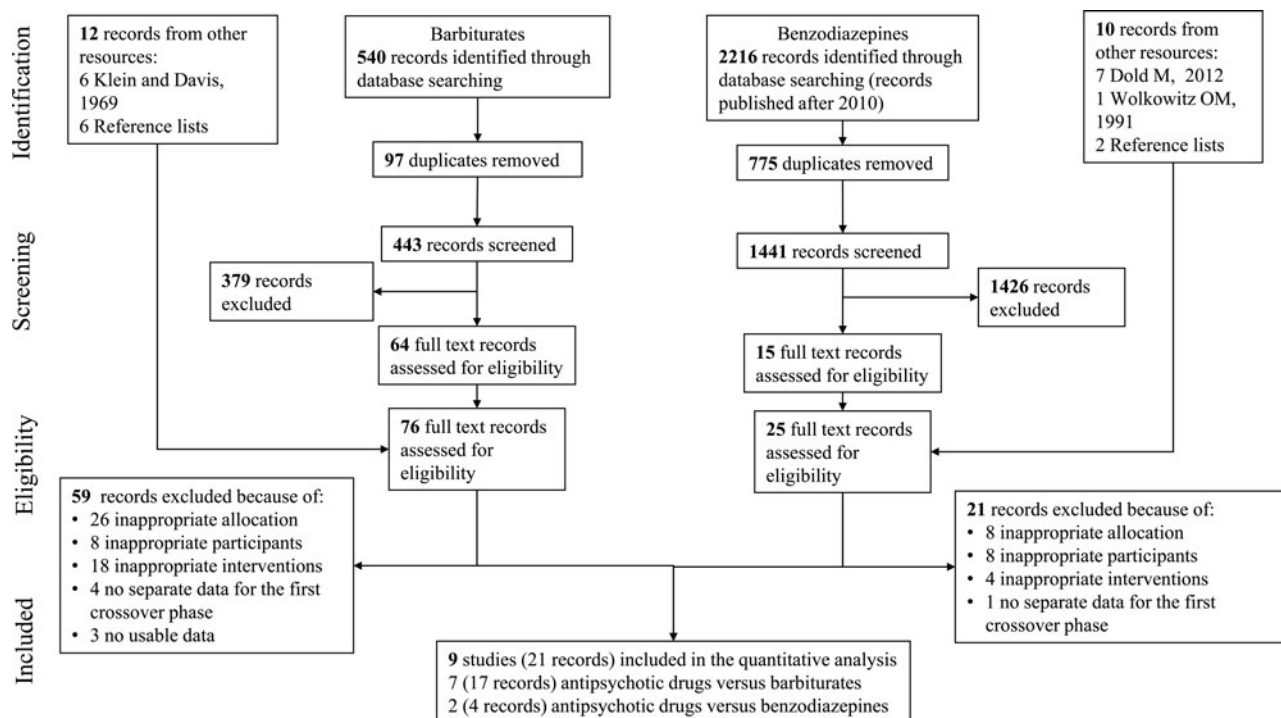 Identification
12 records from other
resources:
6 Klein and Davis,
1969
6 Reference lists
Barbiturates
540 records identified through
database searching
Benzodiazepines
2216 records identified through
database searching (records
published after 2010)
10 records from
other resources:
7 Dold M, 2012
1 Wolkowitz OM,
1991
2 Reference lists
97 duplicates removed
775 duplicates removed
Screening
443 records screened
1441 records screened
379 records
excluded
1426 records
excluded
64 full text records
assessed for eligibility
15 full text records
assessed for eligibility
Eligibility
76 full text records
assessed for
eligibility
25 full text records
assessed for
eligibility
59 records excluded because of:
• 26 inappropriate allocation
• 8 inappropriate participants
• 18 inappropriate interventions
• 4 no separate data for the first
crossover phase
• 3 no usable data
21 records excluded because of:
• 8 inappropriate allocation
• 8 inappropriate participants
• 4 inappropriate interventions
• 1 no separate data for the first
crossover phase
Included
9 studies (21 records) included in the quantitative analysis
7 (17 records) antipsychotic drugs versus barbiturates
2 (4 records) antipsychotic drugs versus benzodiazepines